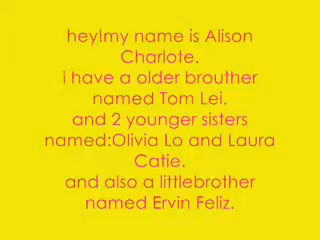 hey!my name is Alison
Charlote.
i have a older brouther
named Tom Lei.
and 2 younger sisters
named:Olivia Lo and Laura
Catie.
and also a littlebrother
named Ervin Feliz.